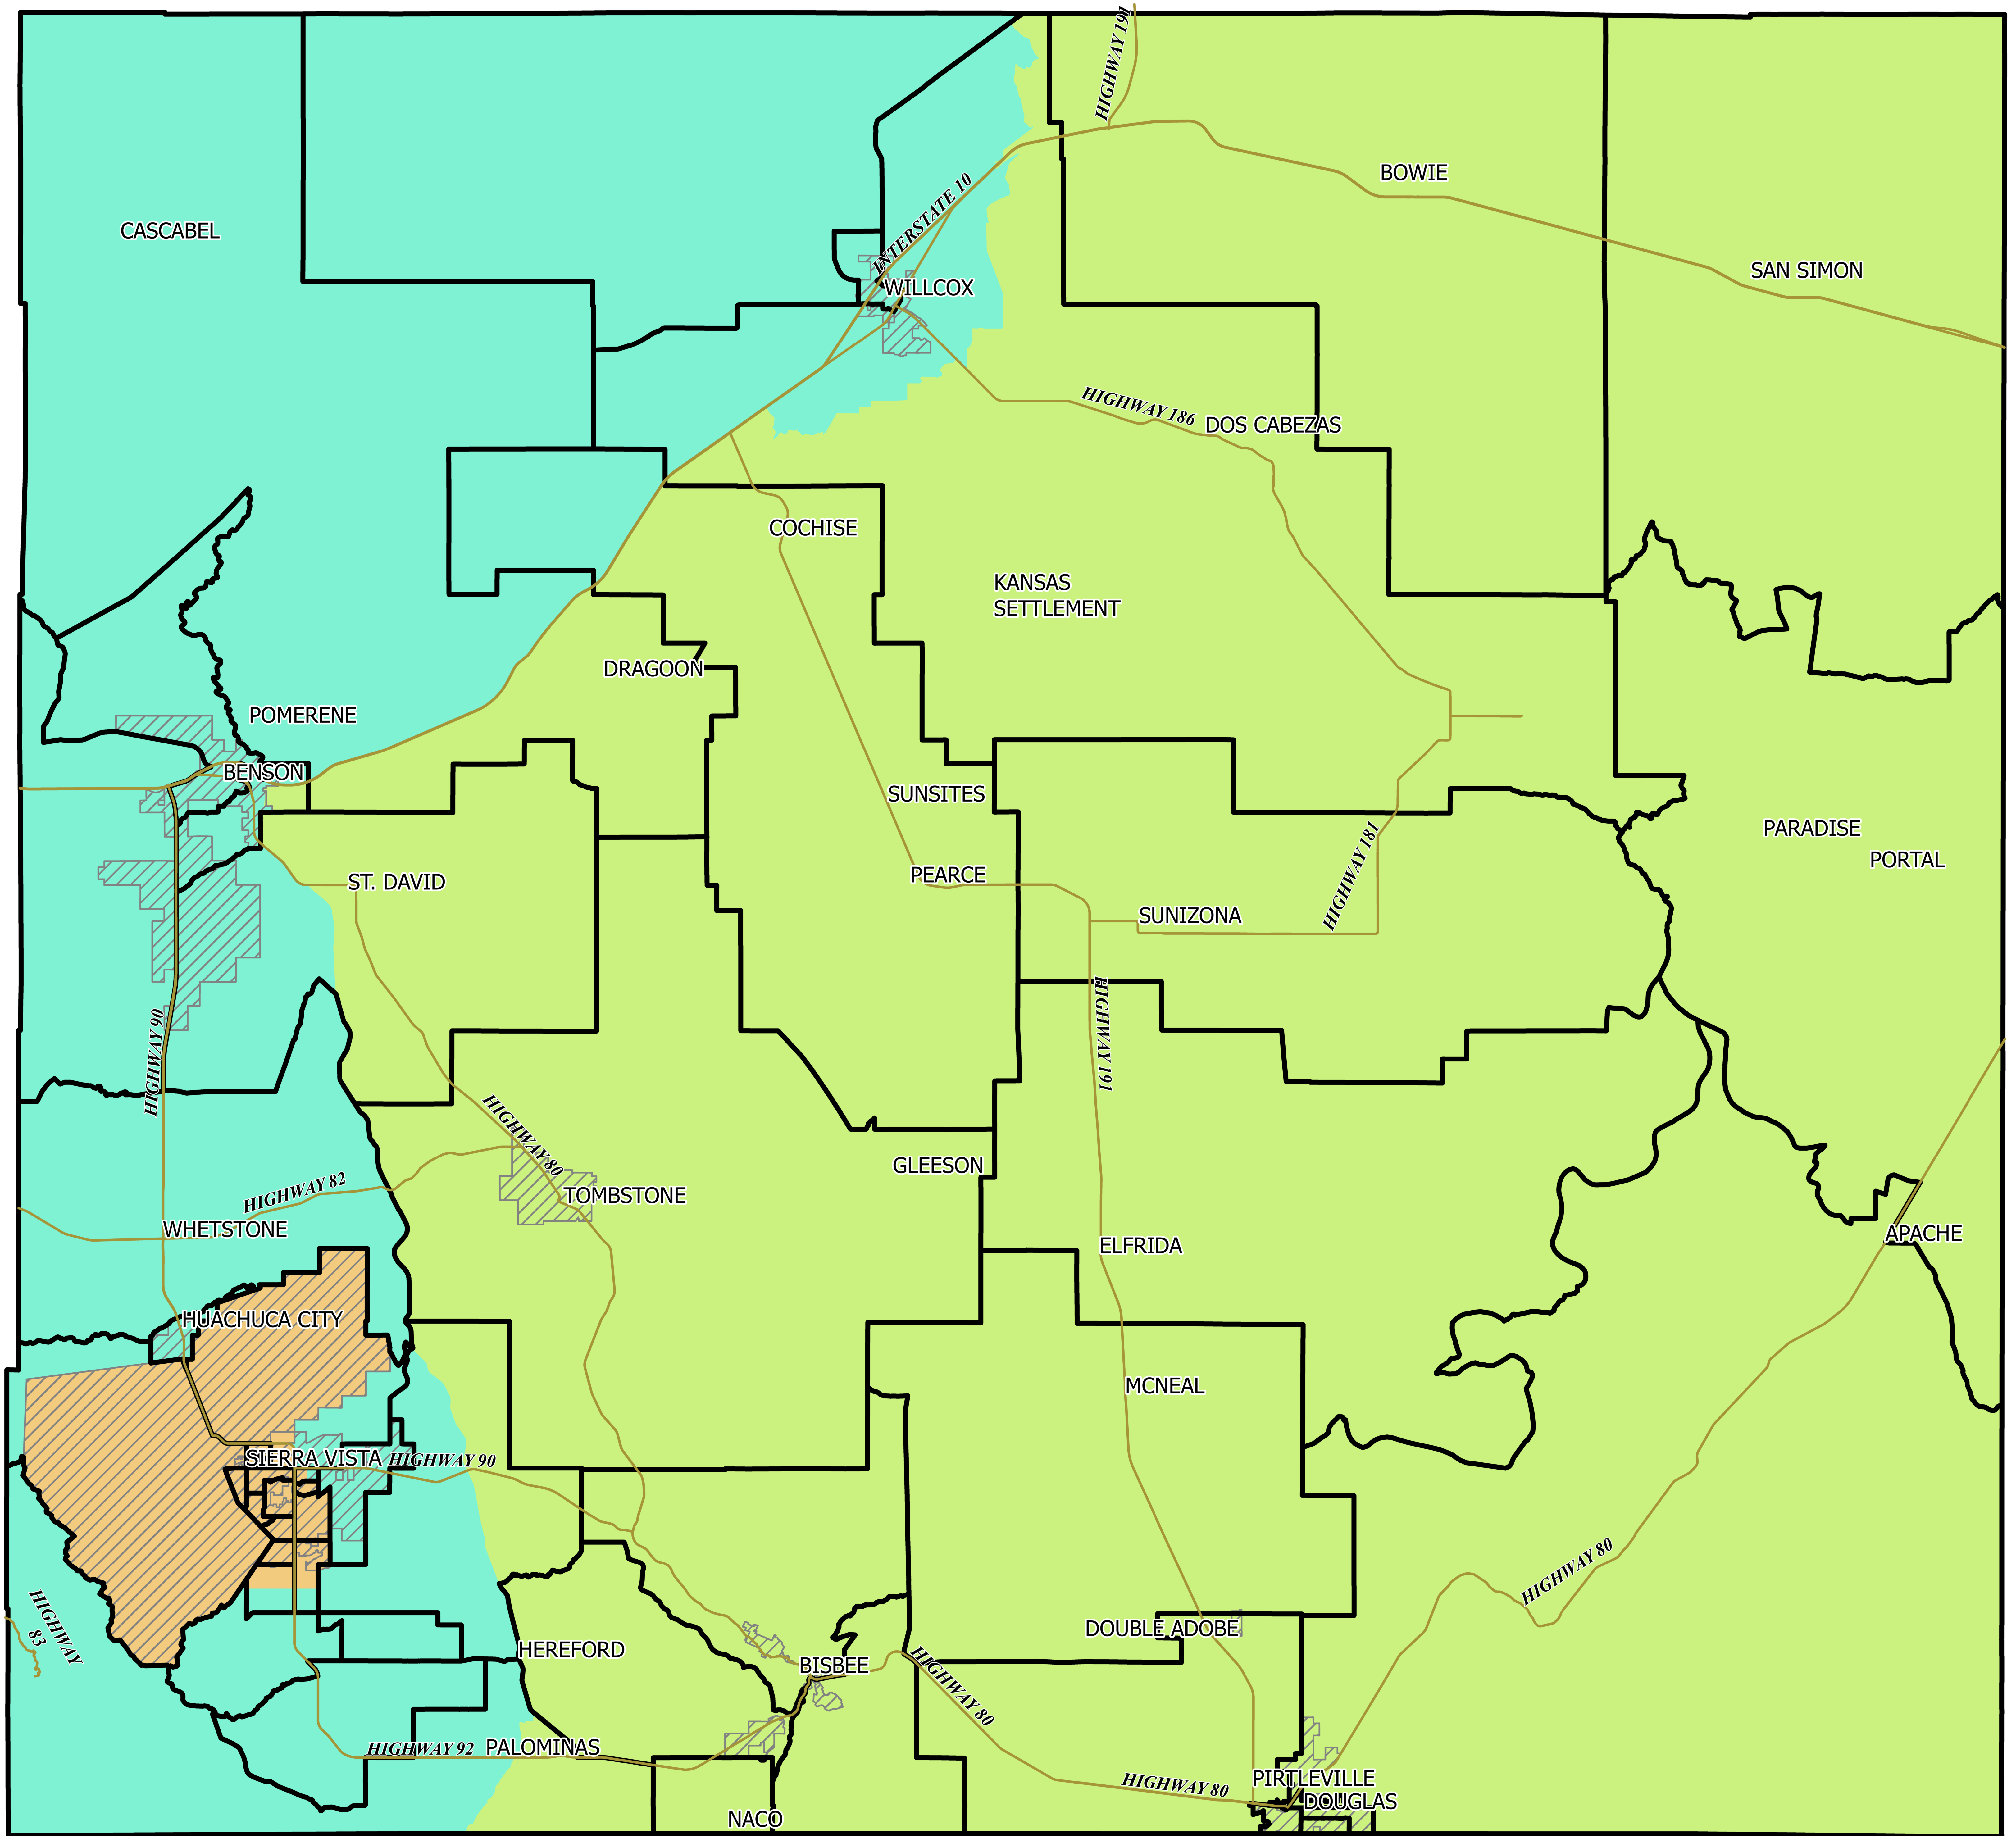 HIGHWAY 191
BOWIE
CASCABEL
INTERSTATE 10
SAN SIMON
WILLCOX
HIGHWAY 186
DOS CABEZAS
COCHISE
KANSAS
SETTLEMENT
DRAGOON
POMERENE
BENSON
SUNSITES
PARADISE
PORTAL
PEARCE
ST. DAVID
HIGHWAY 181
SUNIZONA
HIGHWAY 90
HIGHWAY 191
HIGHWAY 80
GLEESON
HIGHWAY 82
TOMBSTONE
WHETSTONE
ELFRIDA
APACHE
HUACHUCA CITY
MCNEAL
SIERRA VISTA
HIGHWAY 90
HIGHWAY 80
HIGHWAY
83
DOUBLE ADOBE
HEREFORD
BISBEE
HIGHWAY 80
HIGHWAY 92
PALOMINAS
PIRTLEVILLE
HIGHWAY 80
DOUGLAS
NACO